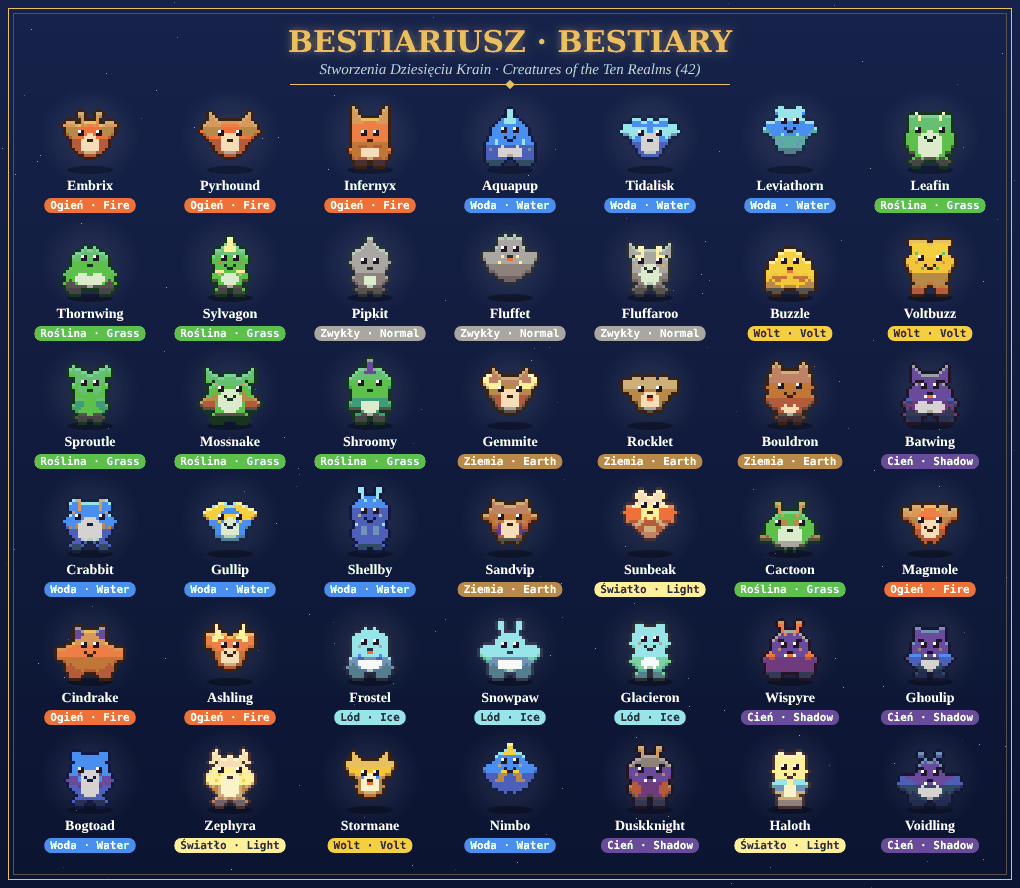 BESTIARIUSZ · BESTIARY
Stworzenia Dziesięciu Krain · Creatures of the Ten Realms (42)
Embrix Pyrhound Infernyx Aquapup Tidalisk Leviathorn Leafin
Ogień · Fire Ogień · Fire Ogień · Fire Woda · Water Woda · Water Woda · Water Roślina · Grass
Thornwing Sylvagon Pipkit Fluffet Fluffaroo Buzzle Voltbuzz
Roślina · Grass Roślina · Grass Zwykły · Normal Zwykły · Normal Zwykły · Normal Wolt · Volt Wolt · Volt
Sproutle Mossnake Shroomy Gemmite Rocklet Bouldron Batwing
Roślina · Grass Roślina · Grass Roślina · Grass Ziemia · Earth Ziemia · Earth Ziemia · Earth Cień · Shadow
Crabbit Gullip Shellby Sandvip Sunbeak Cactoon Magmole
Woda · Water Woda · Water Woda · Water Ziemia · Earth Światło · Light Roślina · Grass Ogień · Fire
Cindrake Ashling Frostel Snowpaw Glacieron Wispyre Ghoulip
Ogień · Fire Ogień · Fire Lód · Ice Lód · Ice Lód · Ice Cień · Shadow Cień · Shadow
Bogtoad Zephyra Stormane Nimbo Duskknight Haloth Voidling
Woda · Water Światło · Light Wolt · Volt Woda · Water Cień · Shadow Światło · Light Cień · Shadow